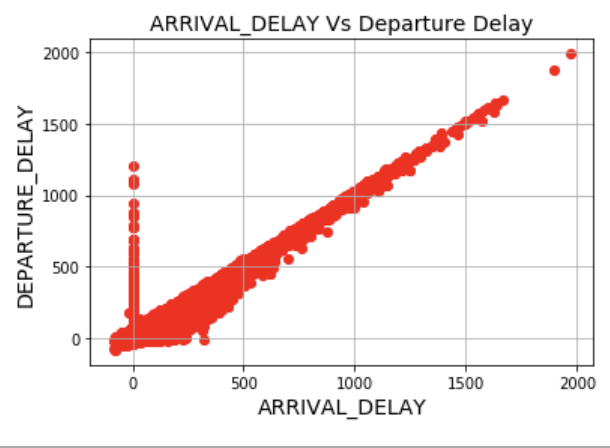 ARRIVAL_DELAY Vs Departure Delay
2000
1500
1000
500
0
DEPARTURE_DELAY
0 500 1000 1500 2000
ARRIVAL_DELAY